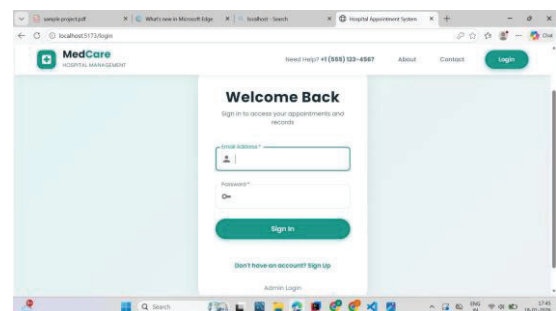 sample project.pdf
What's new in Microsoft Edge
localhost - Search
Hospital Appointment System
localhost:5173/login
Chat
MedCare
HOSPITAL MANAGEMENT
Need Help? +1 (555) 123-4567
About
Contact
Login
Welcome Back
Sign in to access your appointments and
records
Email Address *
Password *
Sign In
Don't have an account? Sign Up
Admin Login
Search
ENG
IN
17:45